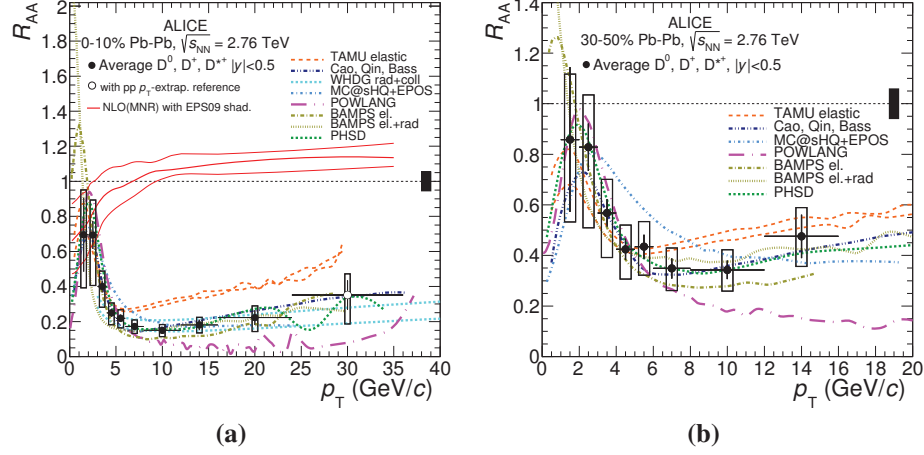 R_AA
2
1.8
1.6
1.4
1.2
1
0.8
0.6
0.4
0.2
0
ALICE
0-10% Pb-Pb, √s_NN = 2.76 TeV
Average D⁰, D⁺, D*⁺ |y|<0.5
with pp p_T-extrap. reference
NLO(MNR) with EPS09 shad.
TAMU elastic
Cao, Qin, Bass
WHDG rad+coll
MC@sHQ+EPOS
POWLANG
BAMPS el.
BAMPS el.+rad
PHSD
0 5 10 15 20 25 30 35 40
p_T (GeV/c)
(a)
R_AA
1.4
1.2
1
0.8
0.6
0.4
0.2
0
ALICE
30-50% Pb-Pb, √s_NN = 2.76 TeV
Average D⁰, D⁺, D*⁺, |y|<0.5
TAMU elastic
Cao, Qin, Bass
MC@sHQ+EPOS
POWLANG
BAMPS el.
BAMPS el.+rad
PHSD
0 2 4 6 8 10 12 14 16 18 20
p_T (GeV/c)
(b)